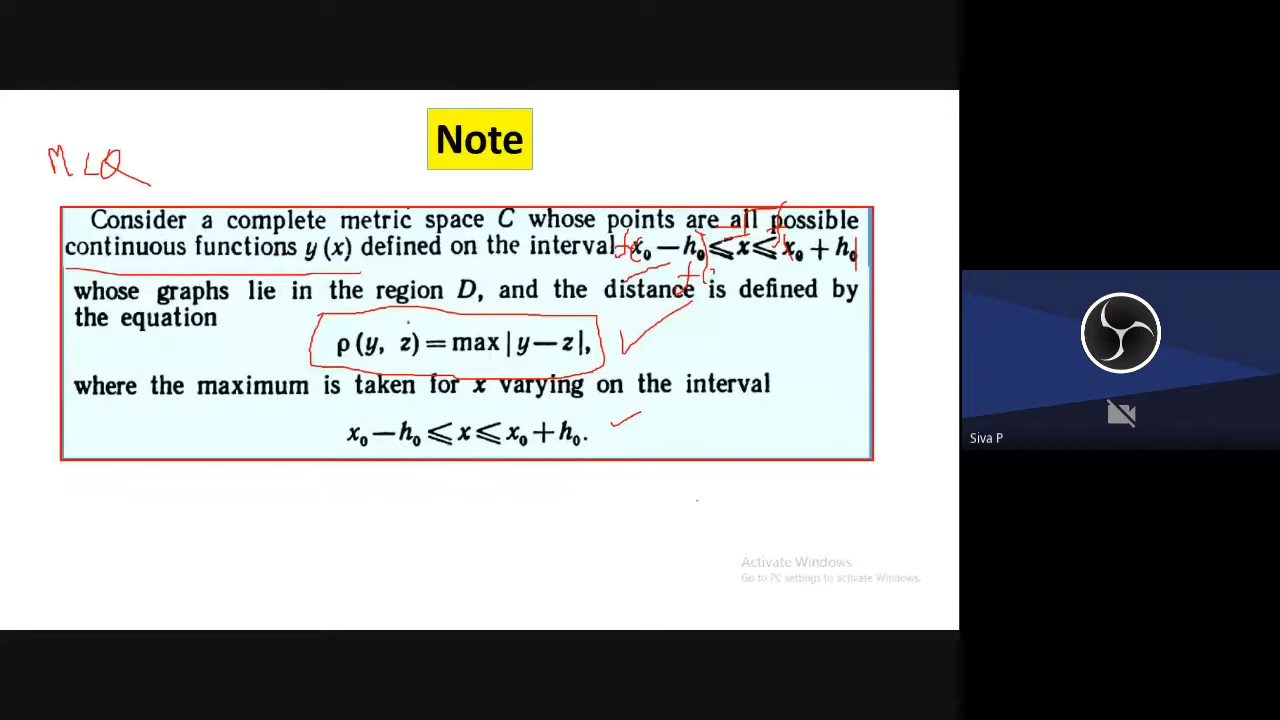 Note
M L Q
Consider a complete metric space C whose points are all possible
continuous functions y (x) defined on the interval x₀ − h₀ ⩽ x ⩽ x₀ + h₀
whose graphs lie in the region D, and the distance is defined by
the equation
ρ (y, z) = max | y − z |,
where the maximum is taken for x varying on the interval
x₀ − h₀ ⩽ x ⩽ x₀ + h₀.
Siva P
Activate Windows
Go to PC settings to activate Windows.